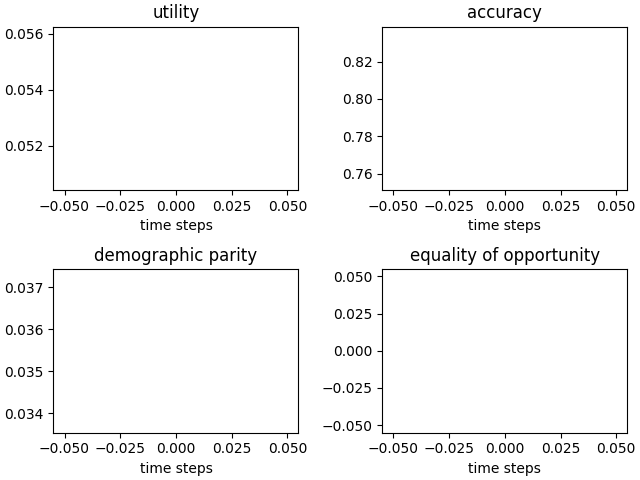 utility
0.056
0.054
0.052
−0.050 −0.025 0.000 0.025 0.050
time steps
accuracy
0.82
0.80
0.78
0.76
−0.050 −0.025 0.000 0.025 0.050
time steps
demographic parity
0.037
0.036
0.035
0.034
−0.050 −0.025 0.000 0.025 0.050
time steps
equality of opportunity
0.050
0.025
0.000
−0.025
−0.050
−0.050 −0.025 0.000 0.025 0.050
time steps